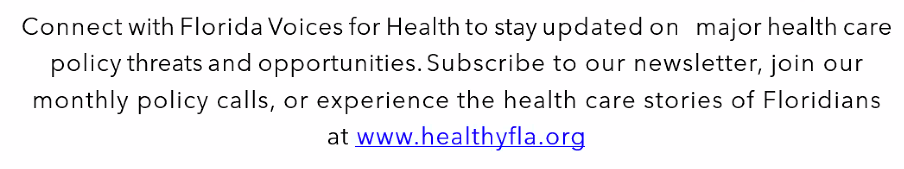 Connect with Florida Voices for Health to stay updated on major health care
policy threats and opportunities. Subscribe to our newsletter, join our
monthly policy calls, or experience the health care stories of Floridians
at www.healthyfla.org